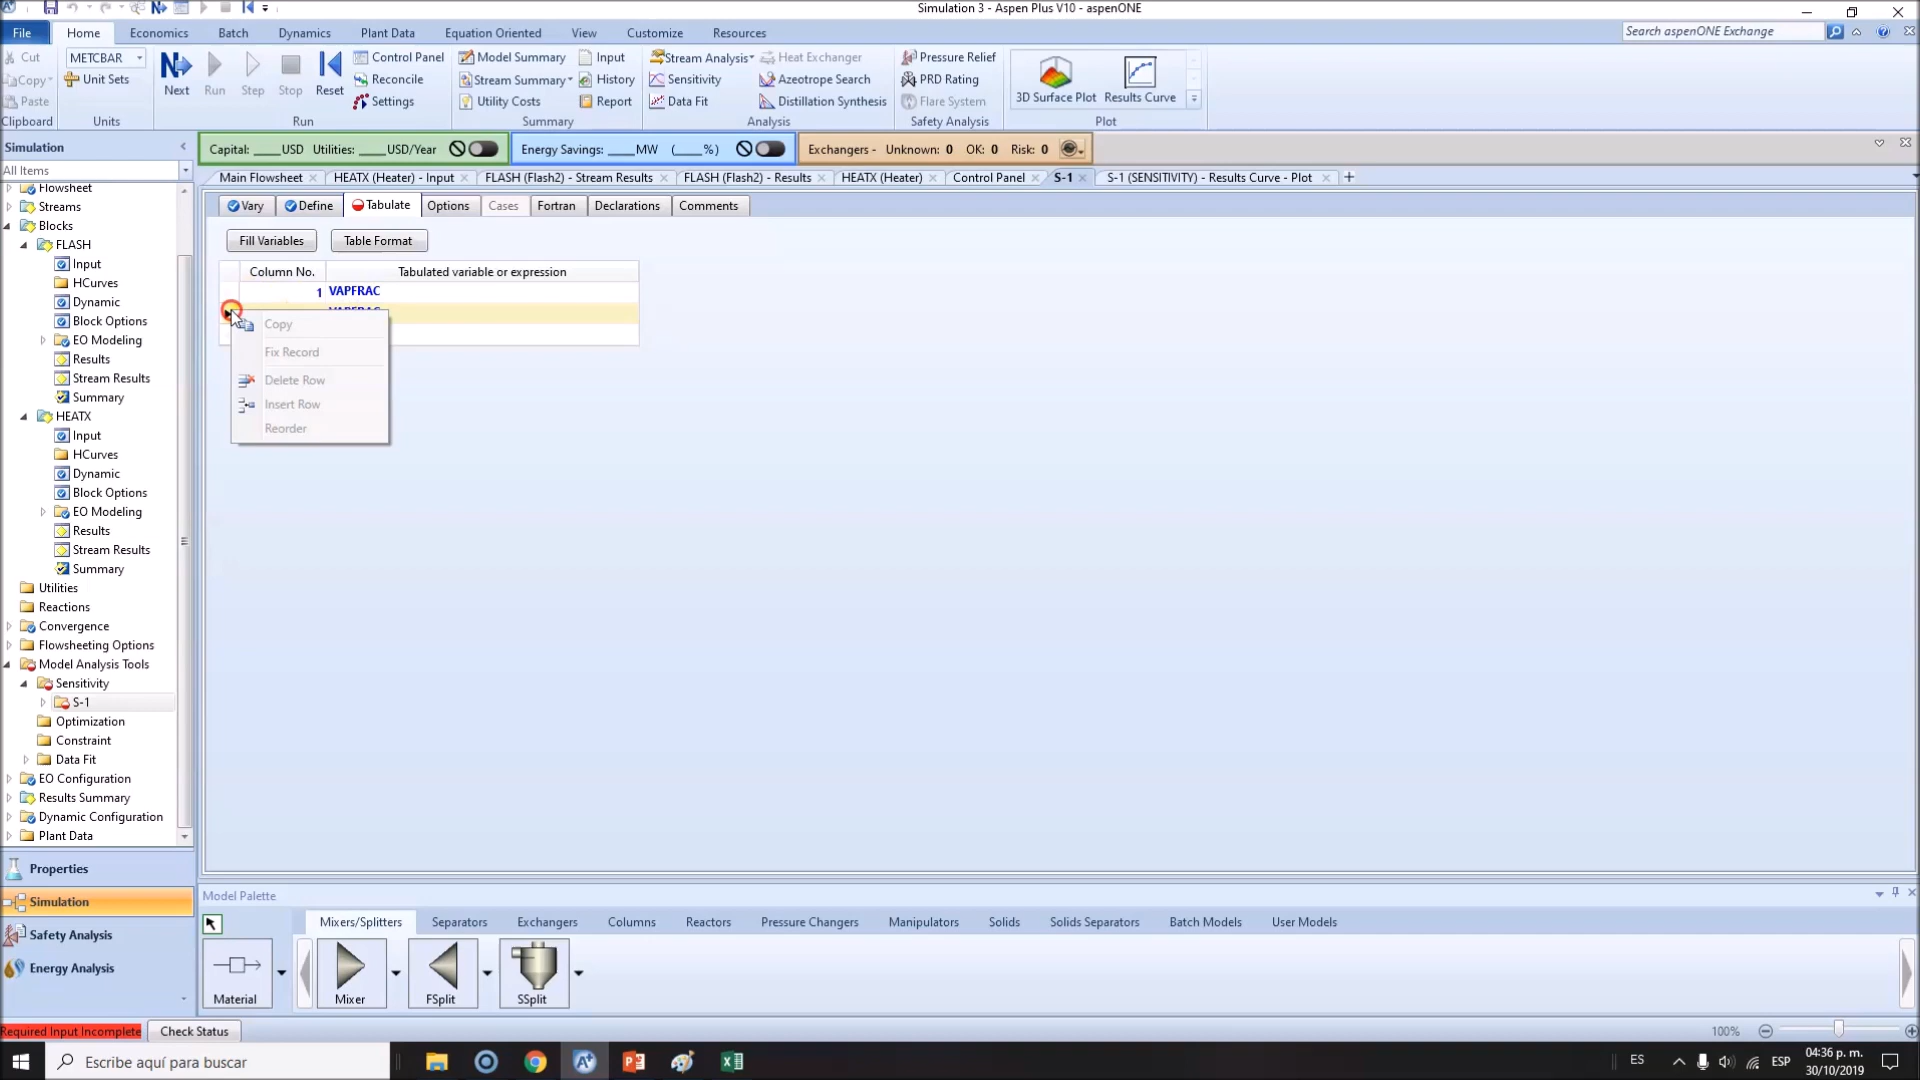 Simulation 3 - Aspen Plus V10 - aspenONE
File Home Economics Batch Dynamics Plant Data Equation Oriented View Customize Resources Search aspenONE Exchange
Cut METCBAR Control Panel Model Summary Input Stream Analysis Heat Exchanger Pressure Relief
Copy Unit Sets Next Run Step Stop Reset Reconcile Stream Summary History Sensitivity Azeotrope Search PRD Rating 3D Surface Plot Results Curve
Paste Settings Utility Costs Report Data Fit Distillation Synthesis Flare System
Clipboard Units Run Summary Analysis Safety Analysis Plot
Simulation
Capital: ____USD Utilities: ____USD/Year Energy Savings: ____MW (____%) Exchangers - Unknown: 0 OK: 0 Risk: 0
All Items
Main Flowsheet HEATX (Heater) - Input FLASH (Flash2) - Stream Results FLASH (Flash2) - Results HEATX (Heater) Control Panel S-1 S-1 (SENSITIVITY) - Results Curve - Plot
Vary Define Tabulate Options Cases Fortran Declarations Comments
Fill Variables Table Format
Column No. Tabulated variable or expression
1 VAPFRAC
VAPFRAC
Copy
Fix Record
Delete Row
Insert Row
Reorder
Flowsheet
Streams
Blocks
FLASH
Input
HCurves
Dynamic
Block Options
EO Modeling
Results
Stream Results
Summary
HEATX
Input
HCurves
Dynamic
Block Options
EO Modeling
Results
Stream Results
Summary
Utilities
Reactions
Convergence
Flowsheeting Options
Model Analysis Tools
Sensitivity
S-1
Optimization
Constraint
Data Fit
EO Configuration
Results Summary
Dynamic Configuration
Plant Data
Properties
Simulation
Safety Analysis
Energy Analysis
Model Palette
Mixers/Splitters Separators Exchangers Columns Reactors Pressure Changers Manipulators Solids Solids Separators Batch Models User Models
Material Mixer FSplit SSplit
Required Input Incomplete Check Status 100%
Escribe aquí para buscar
ES ESP 04:36 p. m.
30/10/2019